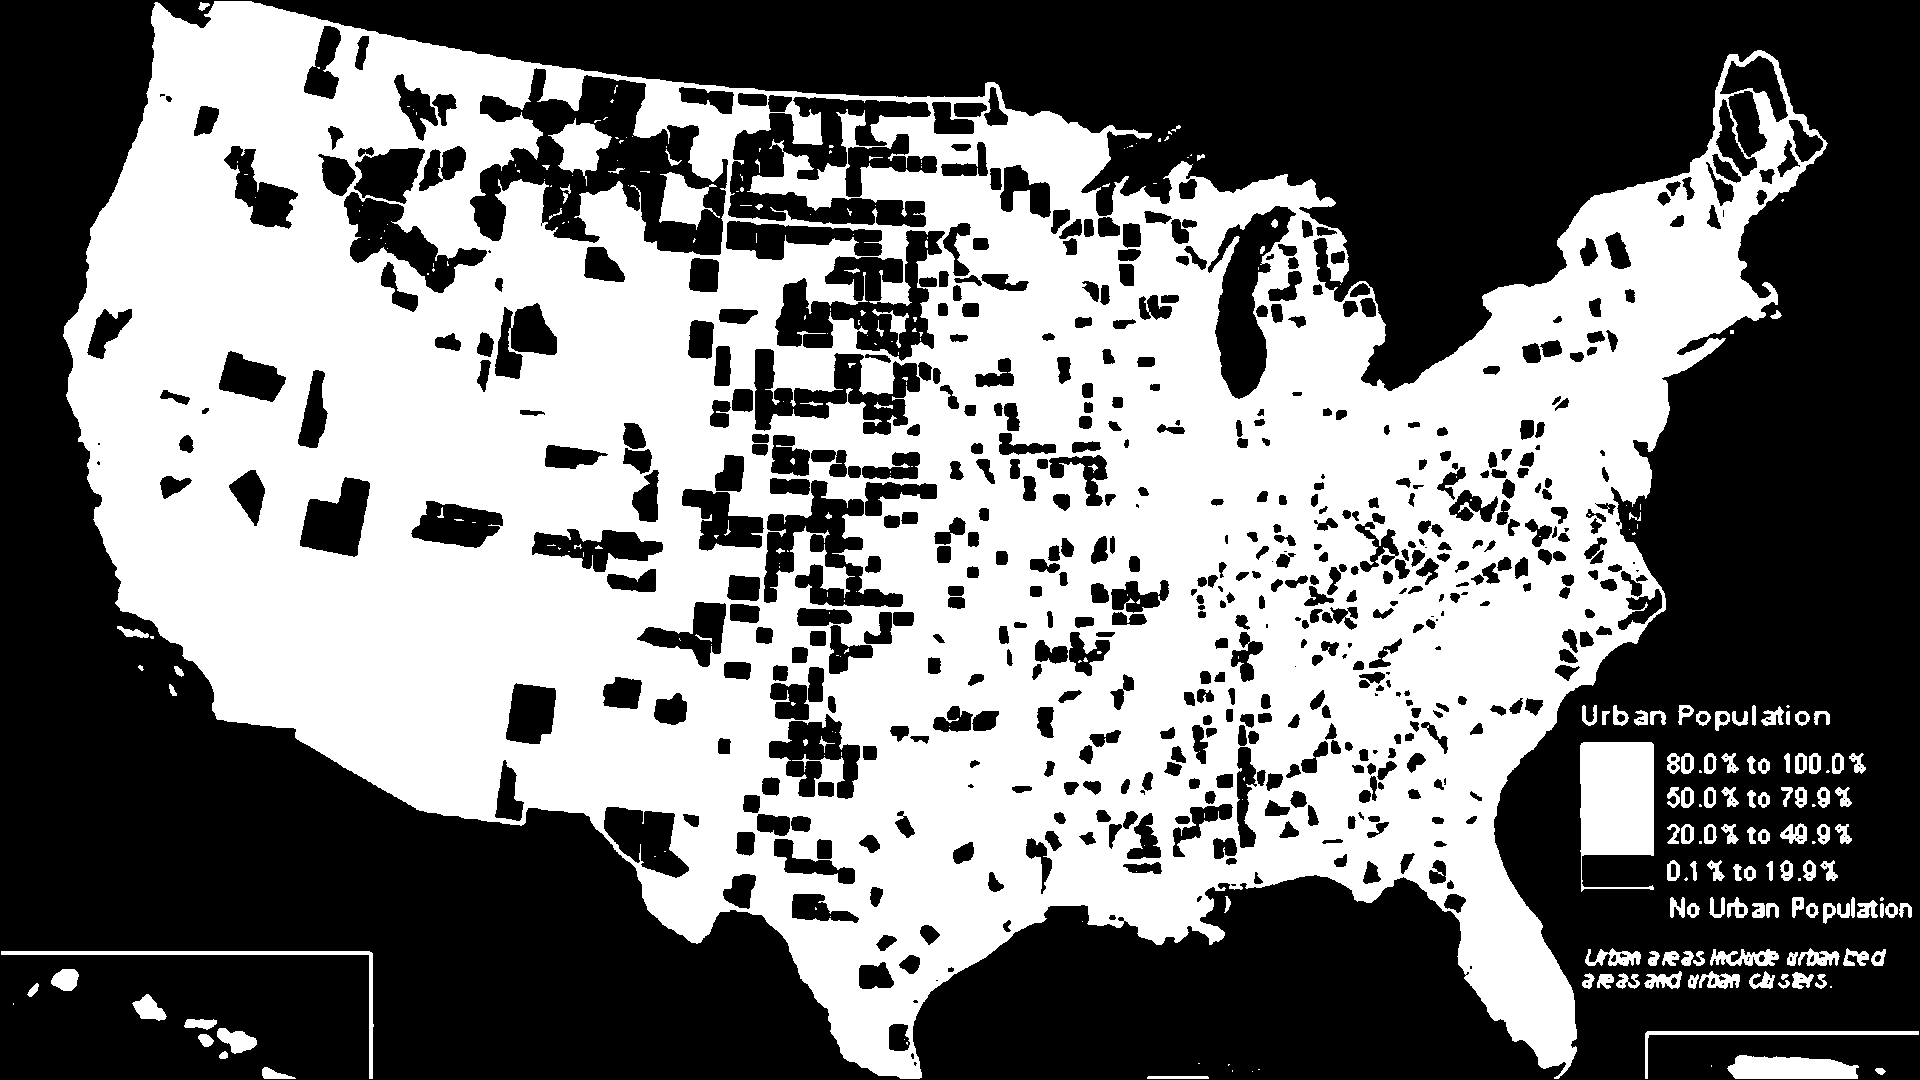 Urban Population
80.0% to 100.0%
50.0% to 79.9%
20.0% to 49.9%
0.1% to 19.9%
No Urban Population
Urban areas include urbanized
areas and urban clusters.